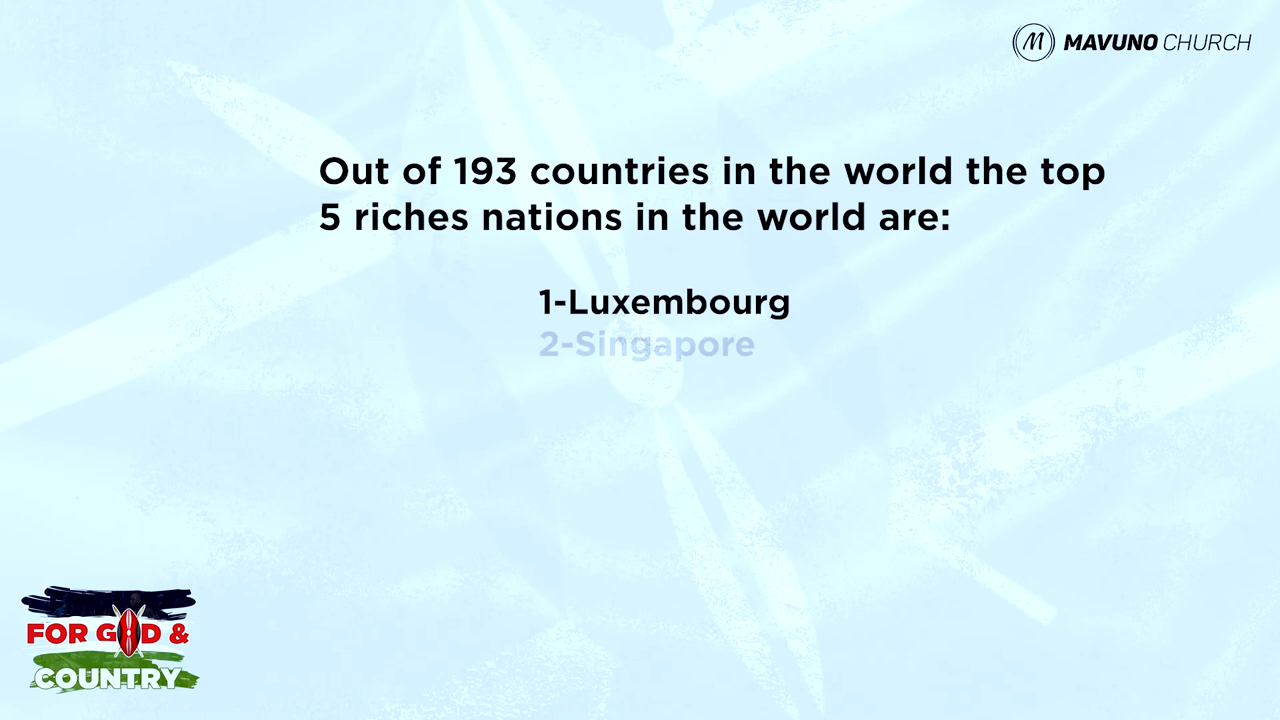 MAVUNO CHURCH
Out of 193 countries in the world the top
5 riches nations in the world are:
1-Luxembourg
2-Singapore
FOR GOD &
COUNTRY